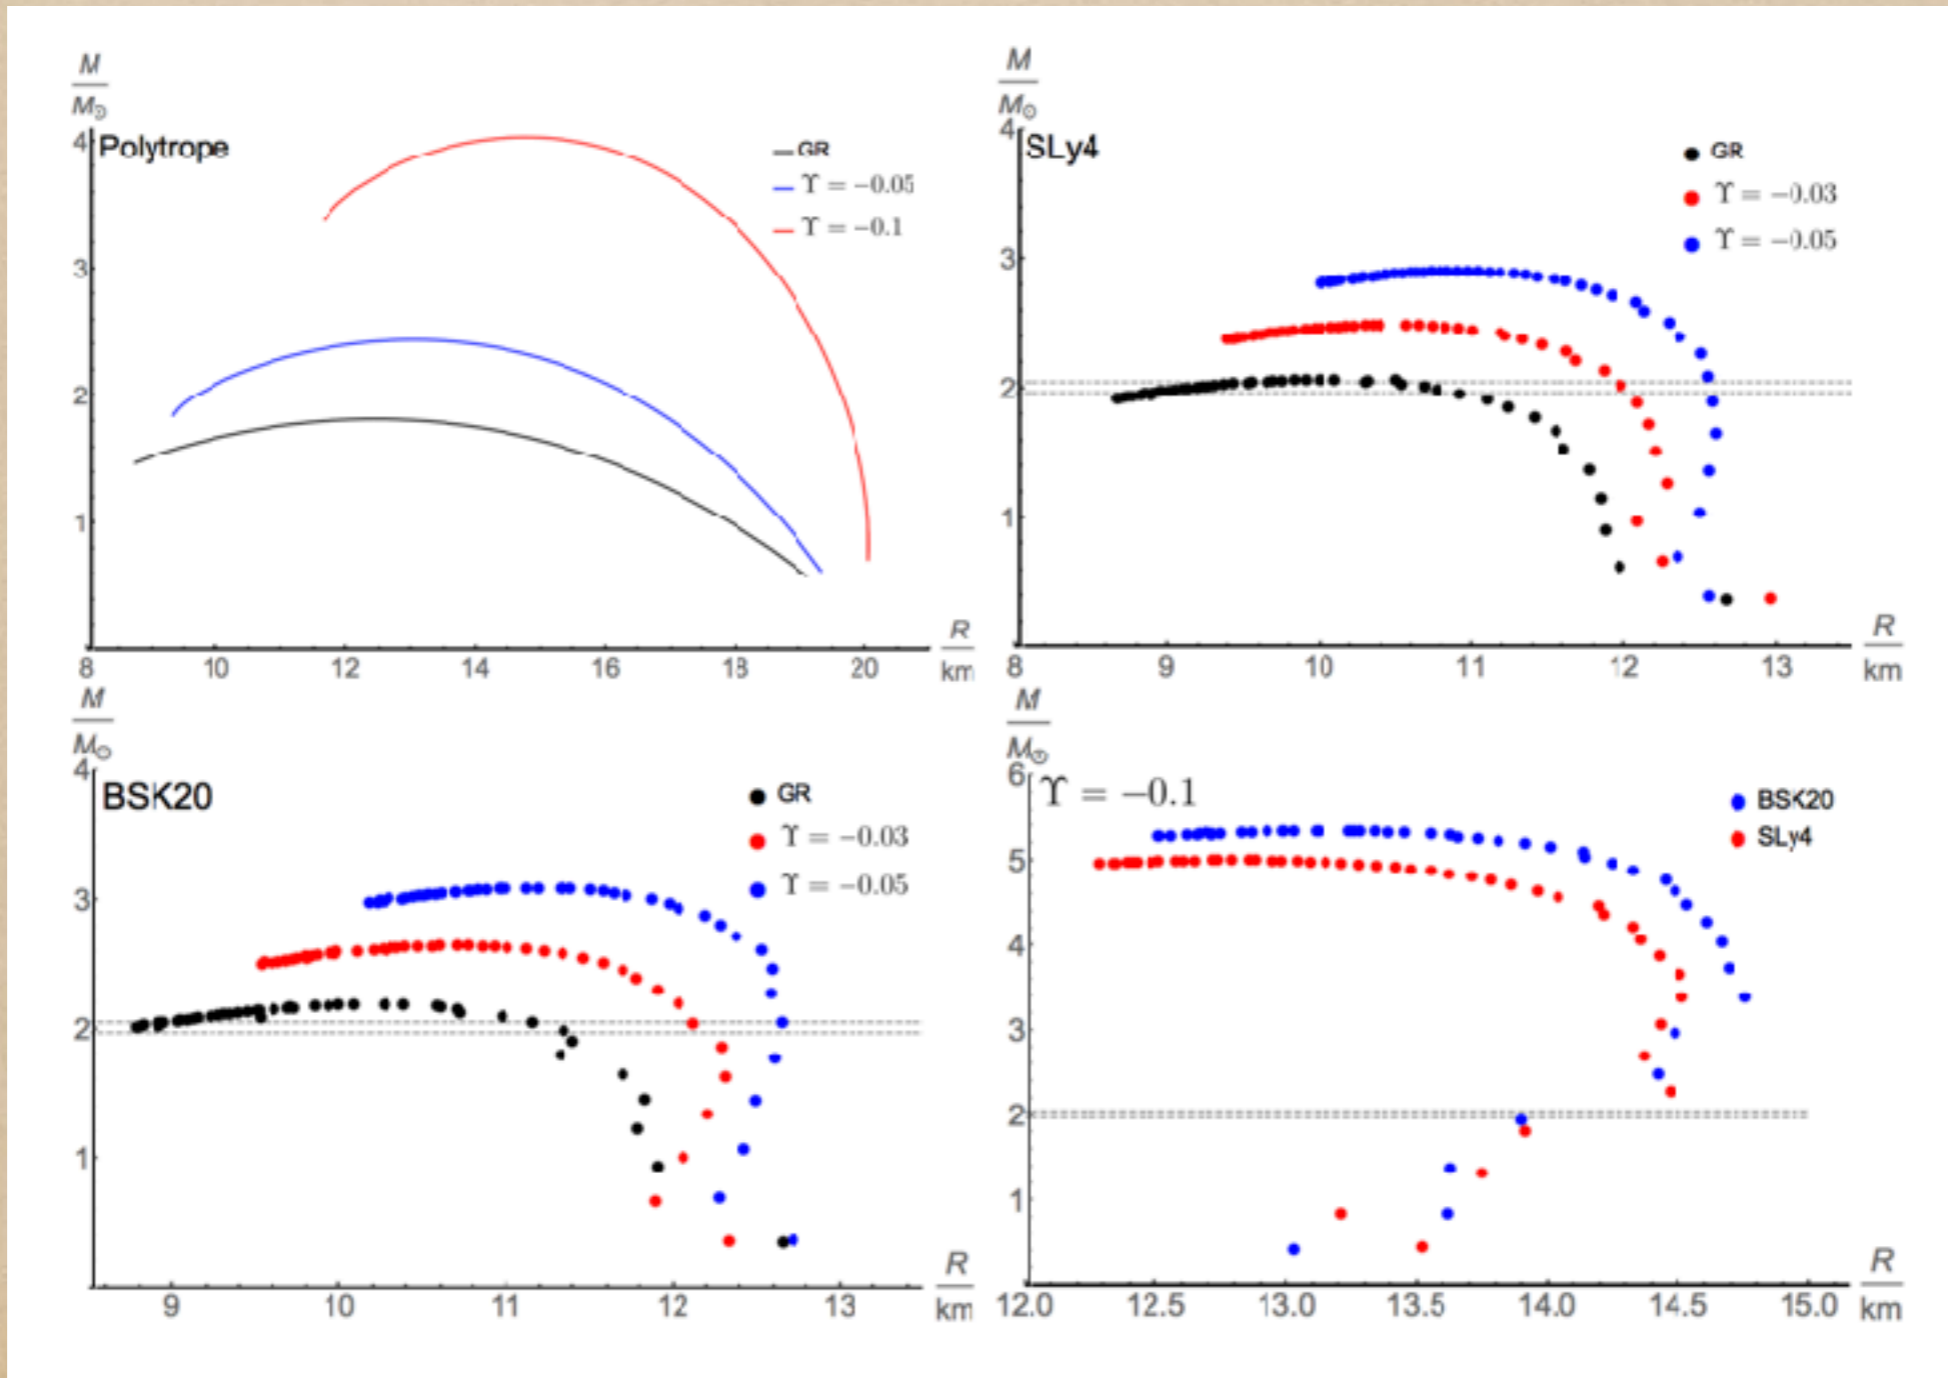 M
M⊙
Polytrope
GR
ϒ = −0.05
ϒ = −0.1
4
3
2
1
8 10 12 14 16 18 20
R
km
M
M⊙
SLy4
GR
ϒ = −0.03
ϒ = −0.05
4
3
2
1
8 9 10 11 12 13
R
km
M
M⊙
BSK20
GR
ϒ = −0.03
ϒ = −0.05
4
3
2
1
9 10 11 12 13
R
km
M
M⊙
ϒ = −0.1
BSK20
SLy4
6
5
4
3
2
1
12.0 12.5 13.0 13.5 14.0 14.5 15.0
R
km